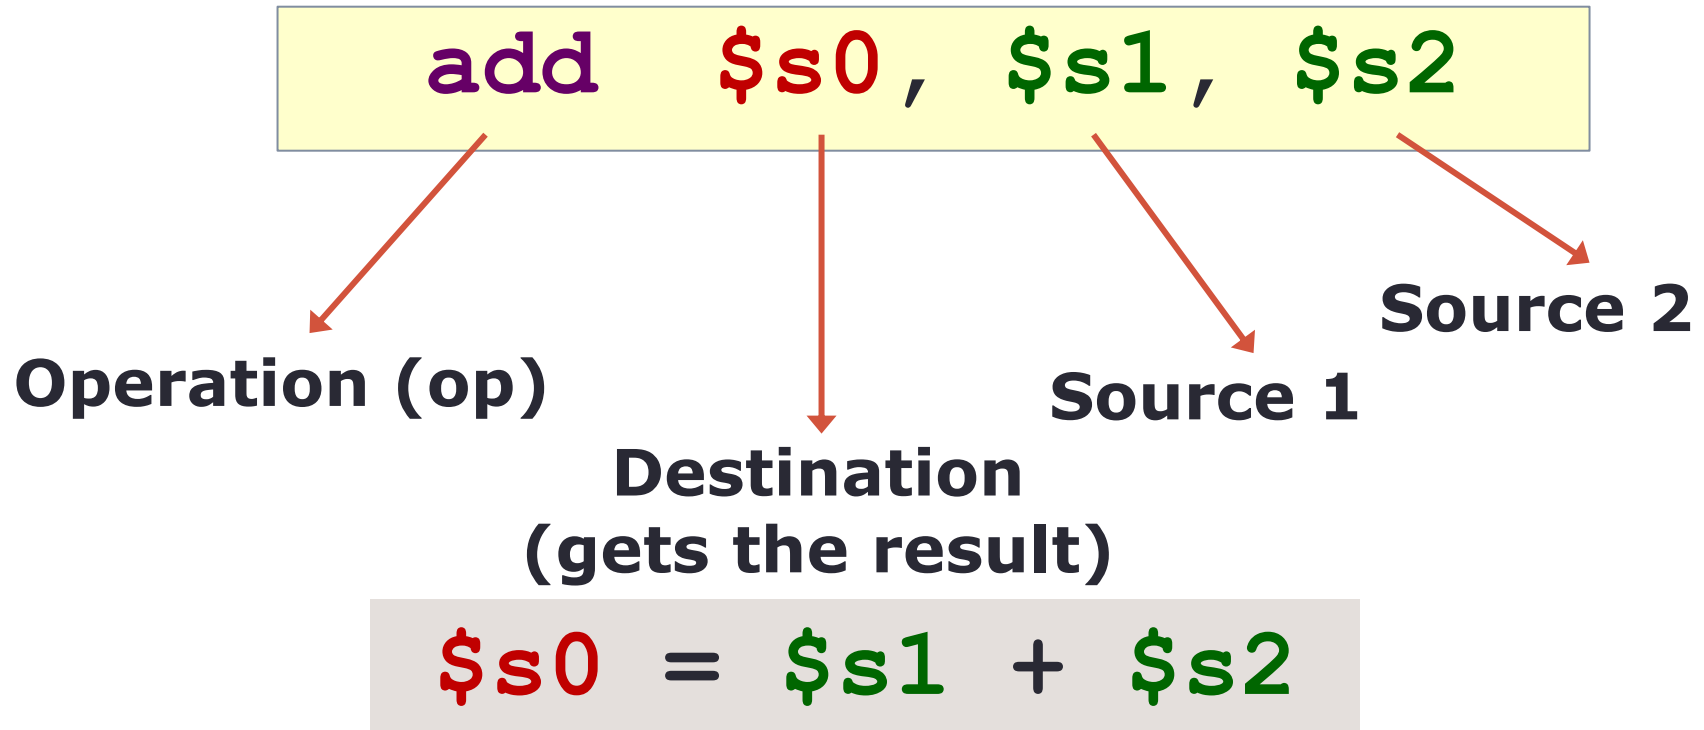 add $s0, $s1, $s2
Source 2
Operation (op)
Source 1
Destination
(gets the result)
$s0 = $s1 + $s2